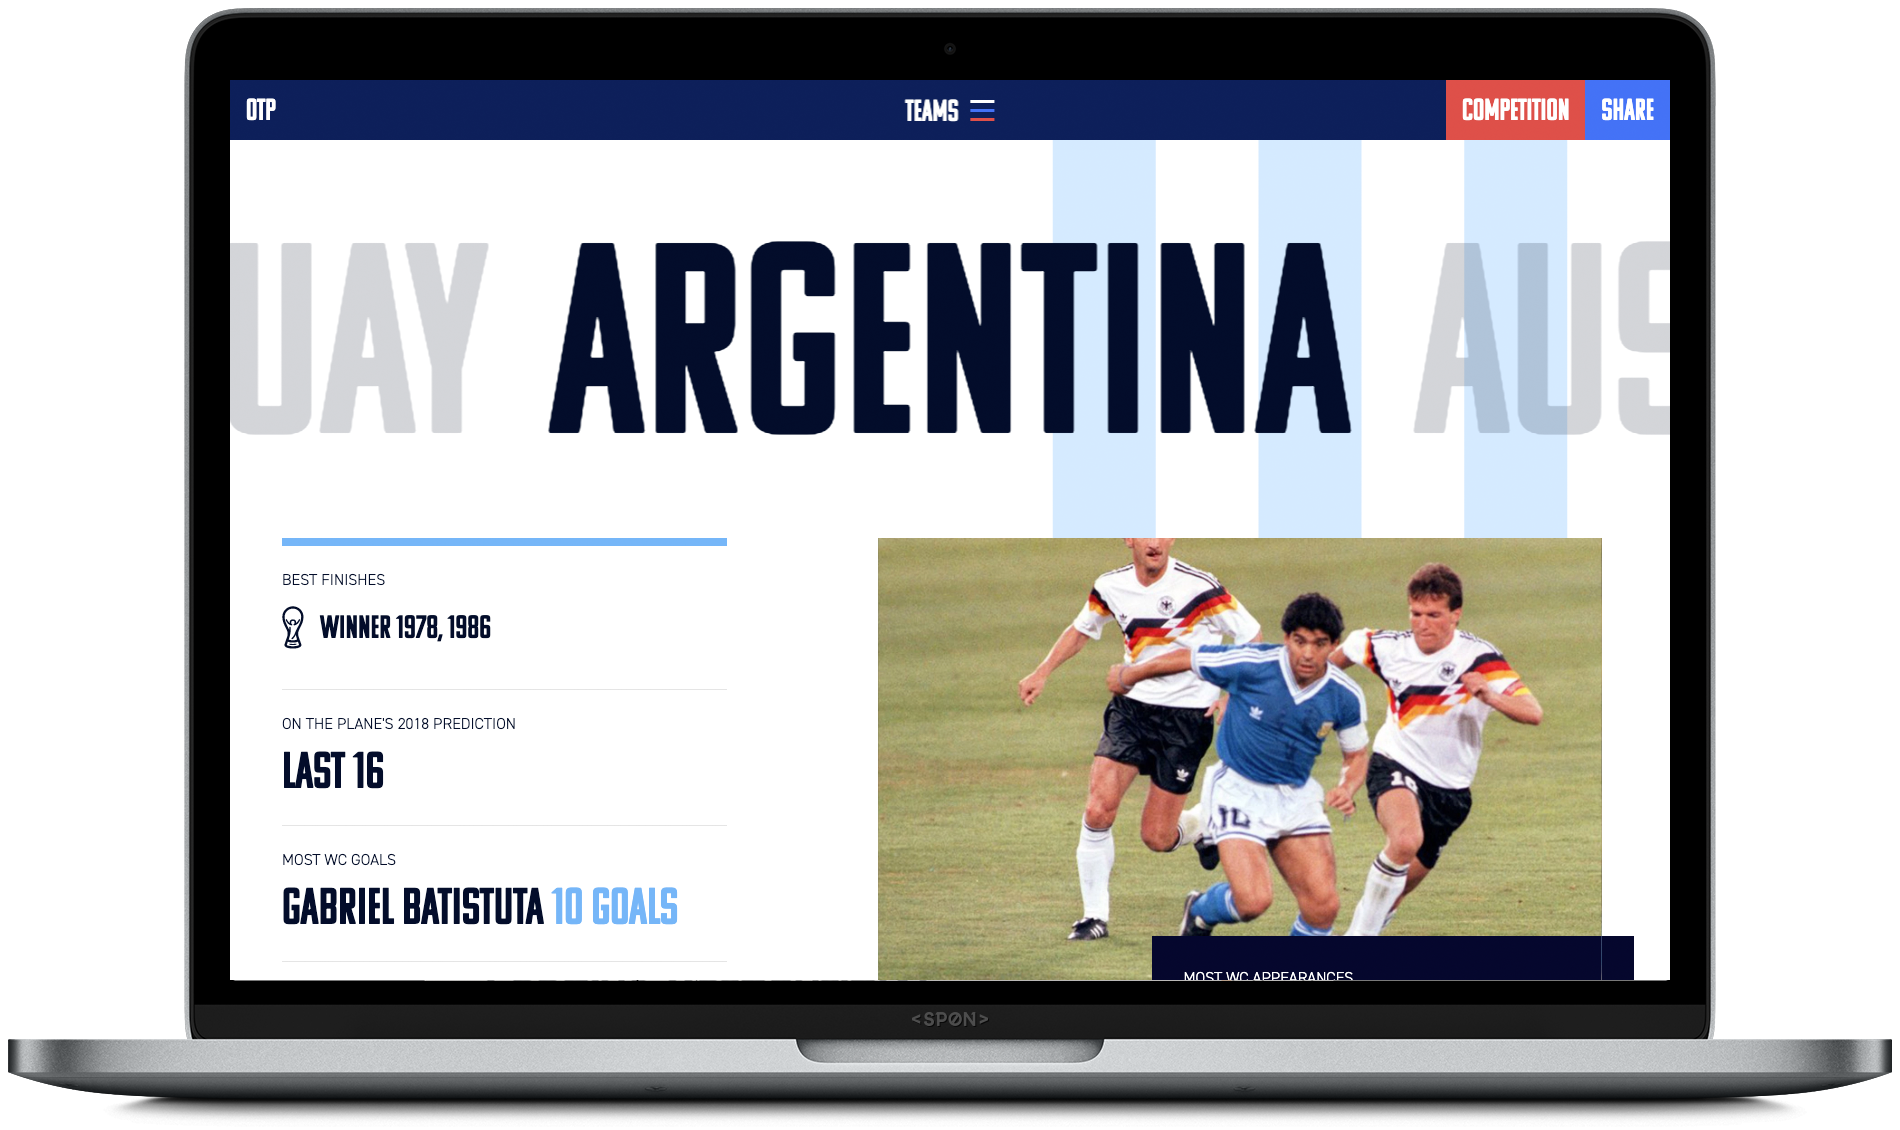 OTP
TEAMS
COMPETITION
SHARE
UAY ARGENTINA AUS
BEST FINISHES
WINNER 1978, 1986
ON THE PLANE'S 2018 PREDICTION
LAST 16
MOST WC GOALS
GABRIEL BATISTUTA 10 GOALS
10
MOST WC APPEARANCES
<SPØN>